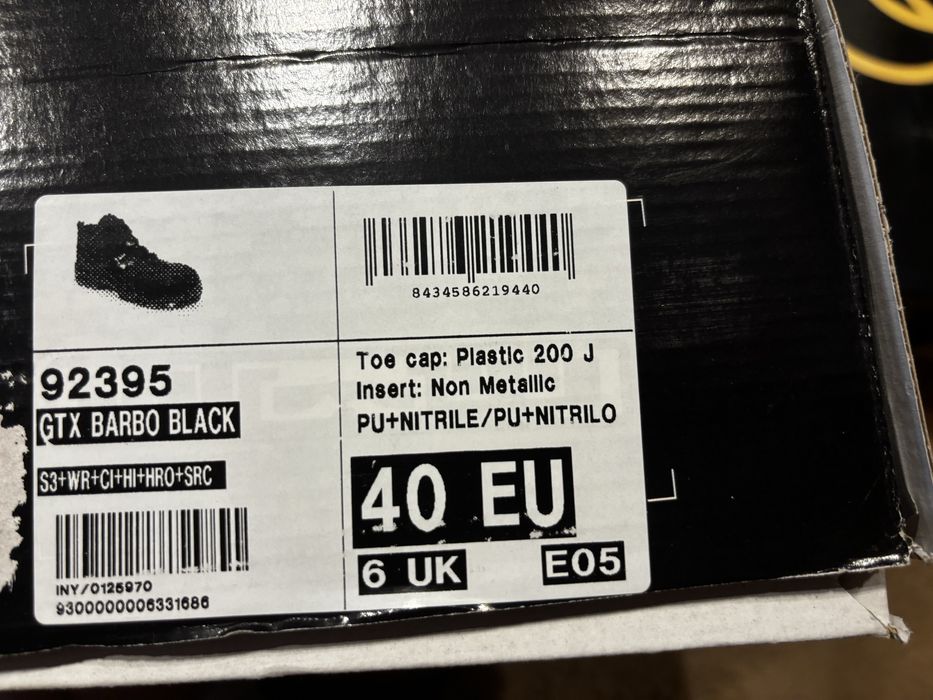 8434586219440
92395
GTX BARBO BLACK
S3+WR+CI+HI+HRO+SRC
INY/0125970
9300000006331686
Toe cap: Plastic 200 J
Insert: Non Metallic
PU+NITRILE/PU+NITRILO
40 EU
6 UK
E05